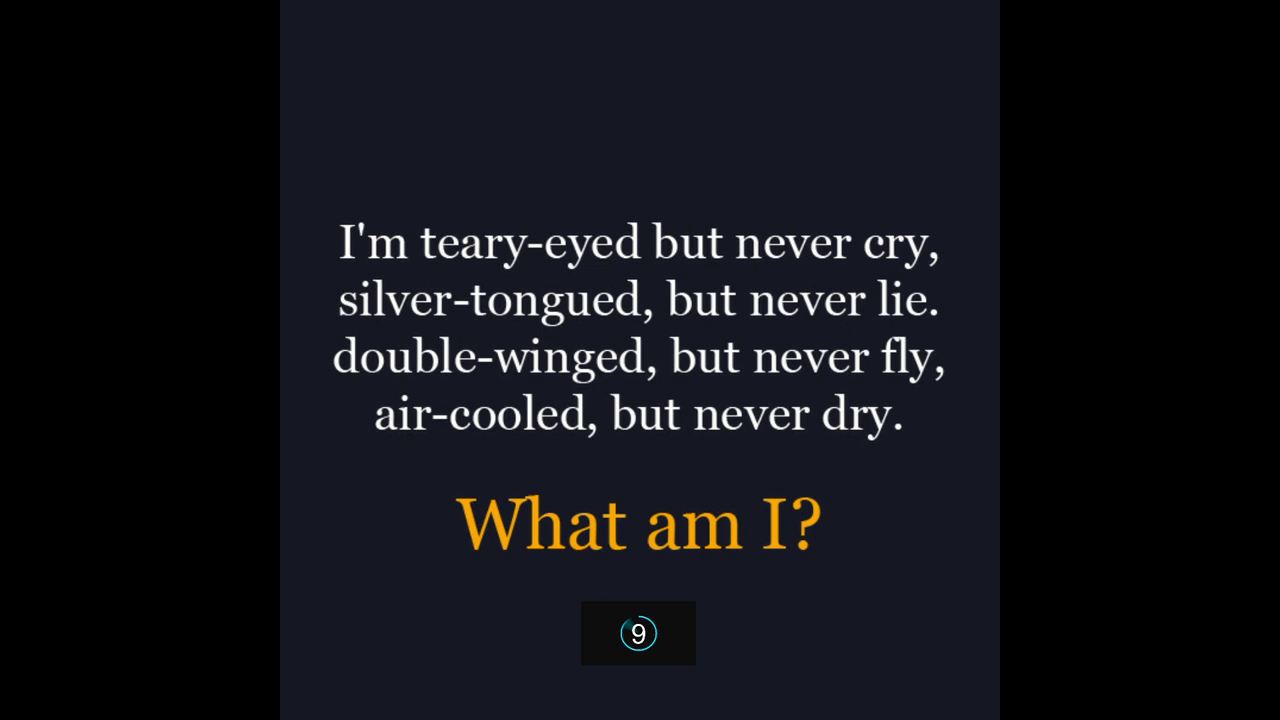 I'm teary-eyed but never cry,
silver-tongued, but never lie.
double-winged, but never fly,
air-cooled, but never dry.
What am I?
9